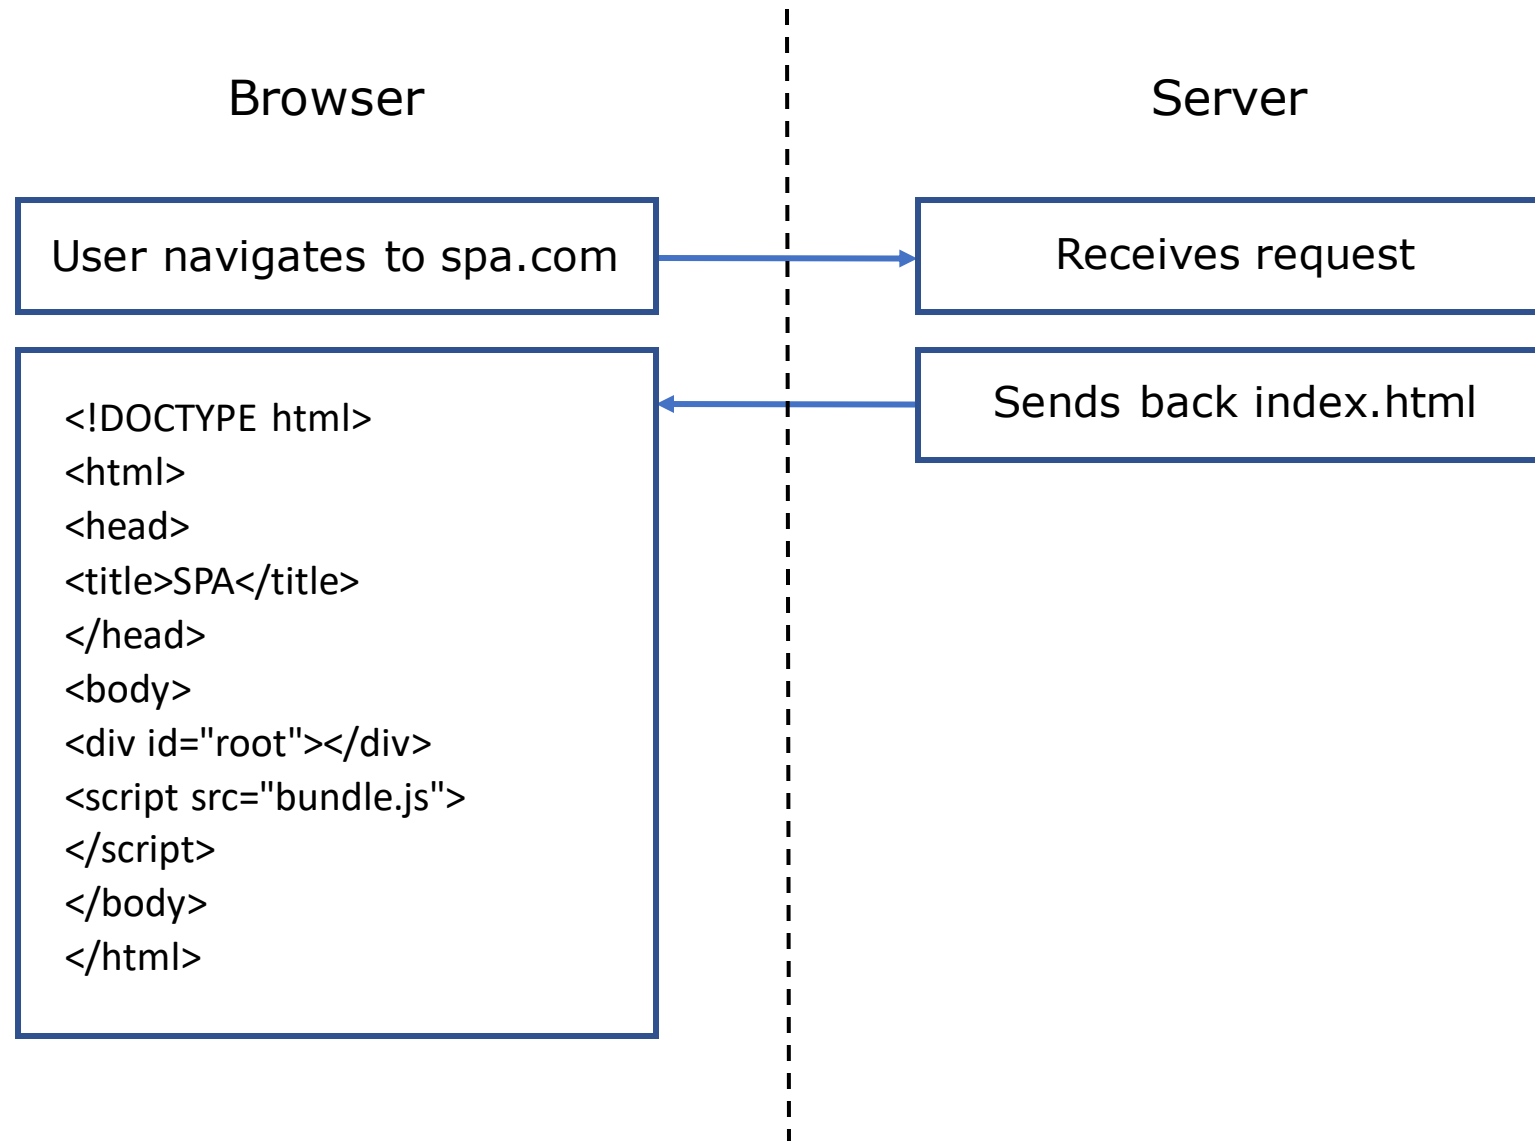 Browser
Server
User navigates to spa.com
Receives request
Sends back index.html
<!DOCTYPE html>
<html>
<head>
<title>SPA</title>
</head>
<body>
<div id="root"></div>
<script src="bundle.js">
</script>
</body>
</html>